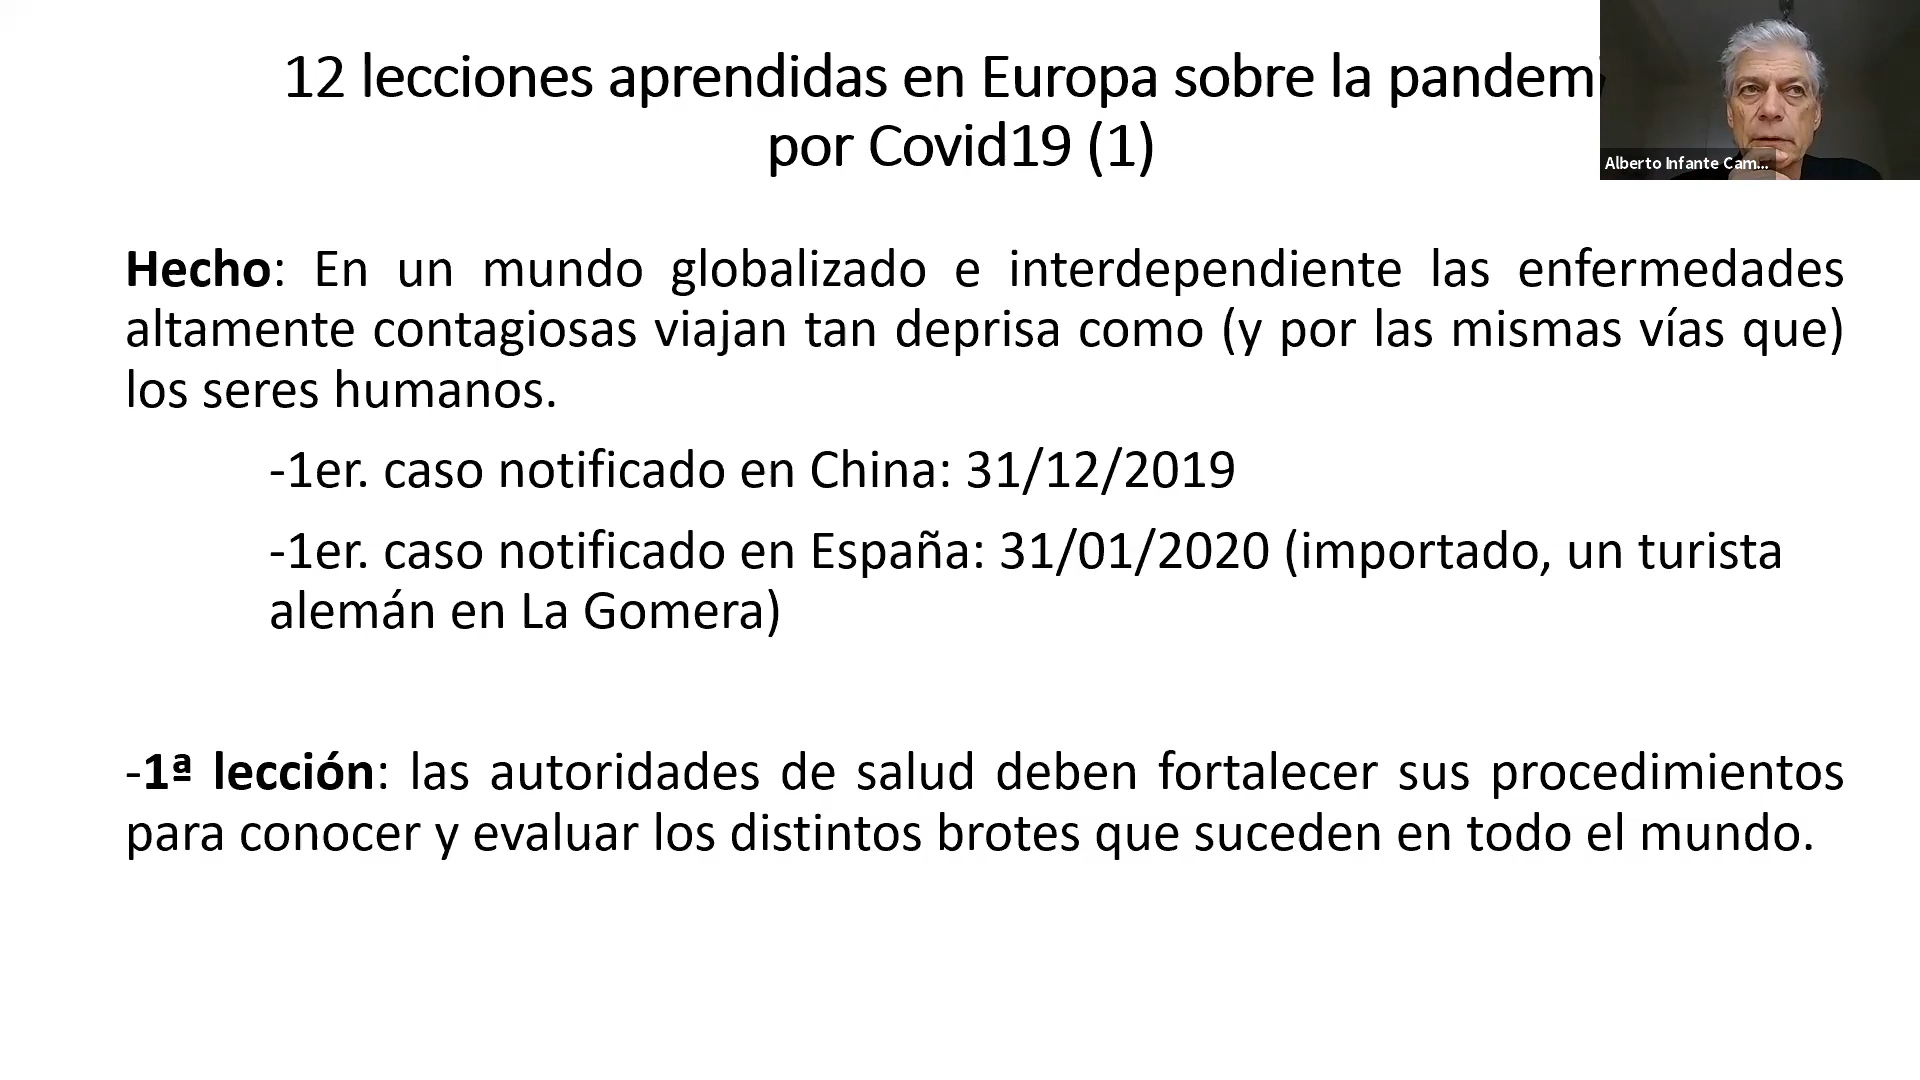 12 lecciones aprendidas en Europa sobre la pandem
por Covid19 (1)
Alberto Infante Cam...
Hecho: En un mundo globalizado e interdependiente las enfermedades
altamente contagiosas viajan tan deprisa como (y por las mismas vías que)
los seres humanos.
-1er. caso notificado en China: 31/12/2019
-1er. caso notificado en España: 31/01/2020 (importado, un turista
alemán en La Gomera)
-1ª lección: las autoridades de salud deben fortalecer sus procedimientos
para conocer y evaluar los distintos brotes que suceden en todo el mundo.